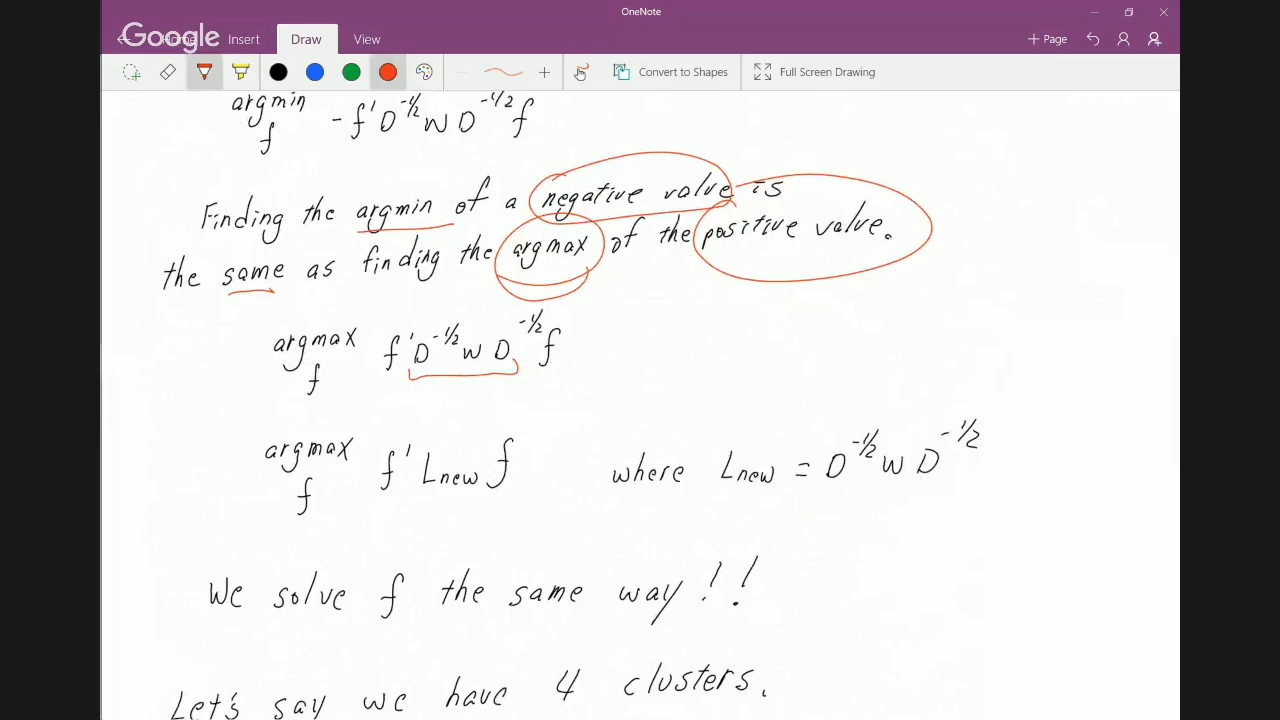 OneNote
Google
Home Insert Draw View
Page
Convert to Shapes Full Screen Drawing
argmin -f' D^-1/2 W D^-1/2 f
f
Finding the argmin of a negative value is
the same as finding the argmax of the positive value.
argmax f' D^-1/2 W D^-1/2 f
f
argmax f' Lnew f where Lnew = D^-1/2 W D^-1/2
f
We solve f the same way!!
Let's say we have 4 clusters.